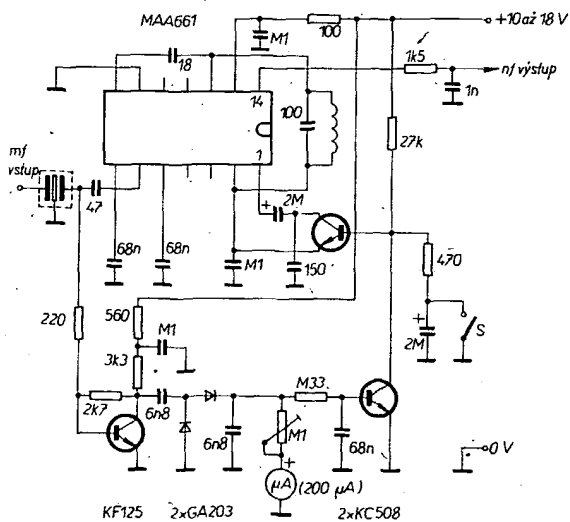 MAA661
M1
100
+10 až 18 V
18
1k5
nf výstup
14
100
1n
1
27k
mf
vstup
47
+
2M
68n
68n
M1
150
470
560
+
2M
S
220
M1
3k3
M33
2k7
6n8
6n8
M1
68n
+
0 V
µA
(200 µA)
KF125
2xGA203
2xKC508